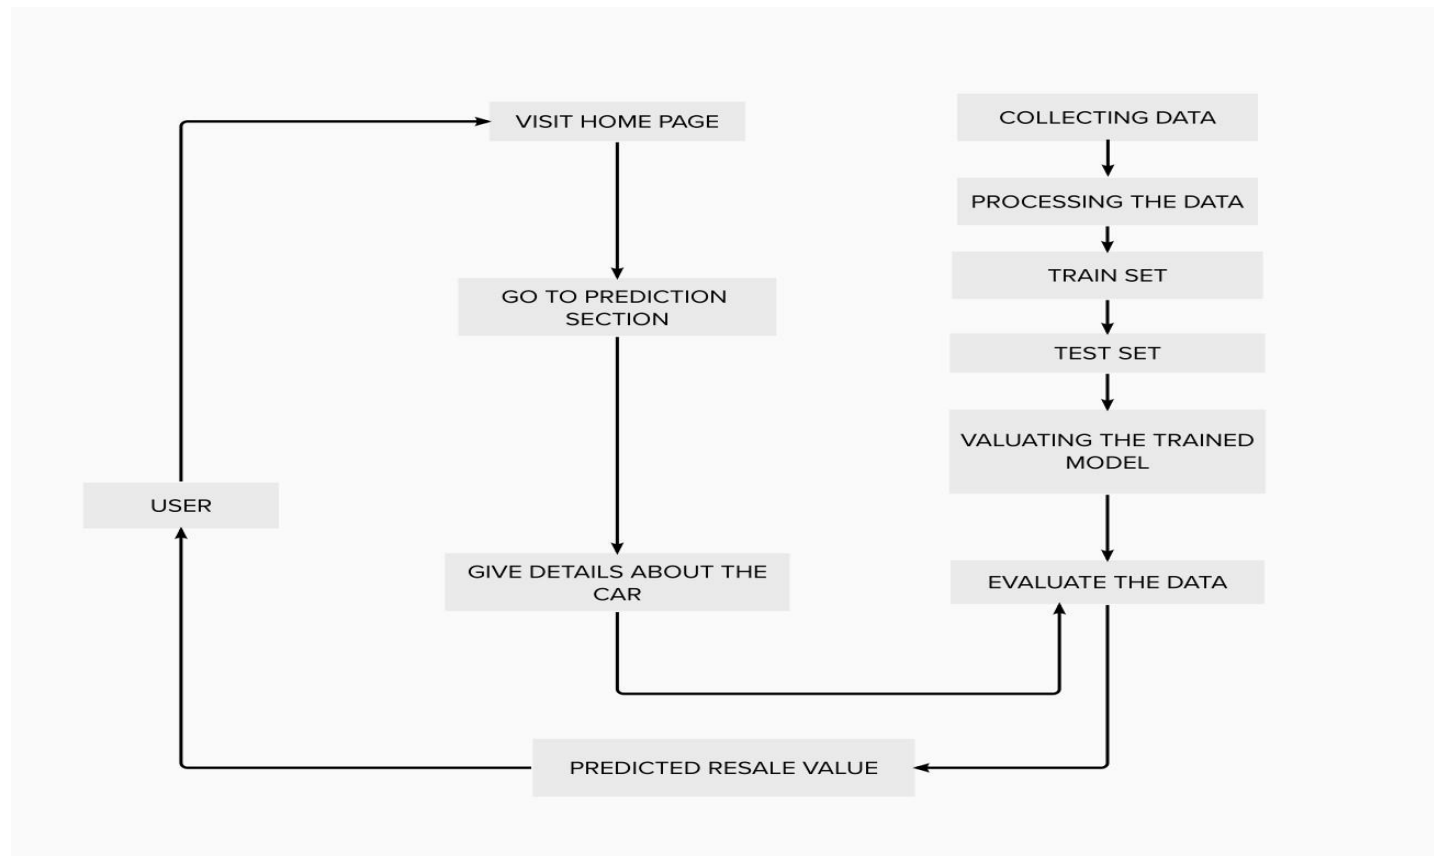 VISIT HOME PAGE
GO TO PREDICTION
SECTION
GIVE DETAILS ABOUT THE
CAR
USER
PREDICTED RESALE VALUE
COLLECTING DATA
PROCESSING THE DATA
TRAIN SET
TEST SET
VALUATING THE TRAINED
MODEL
EVALUATE THE DATA